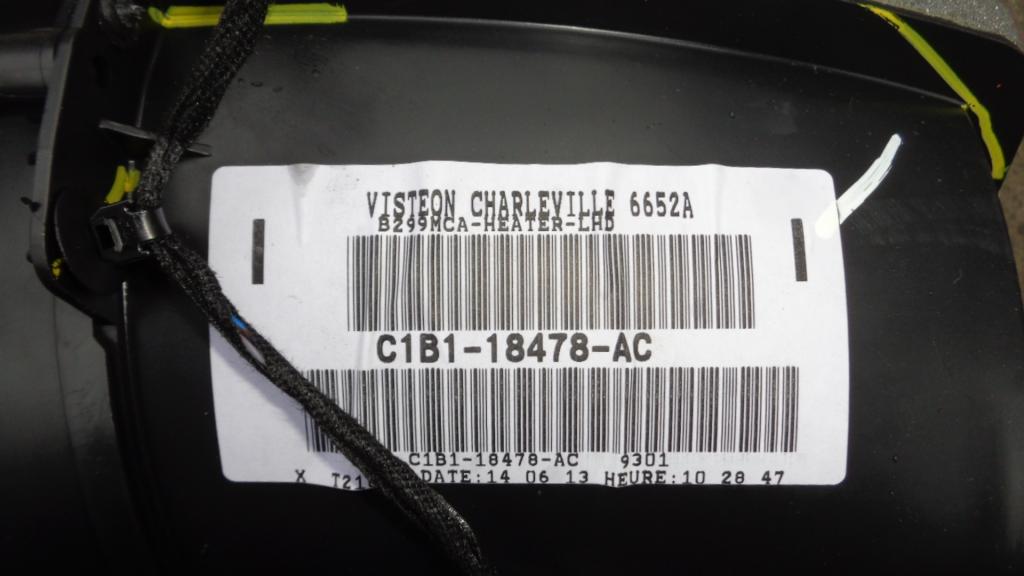 VISTEON CHARLEVILLE 6652A
B299MCA-HEATER-LHD
C1B1-18478-AC
C1B1-18478-AC 9301
X DATE:14 06 13 HEURE:10 28 47